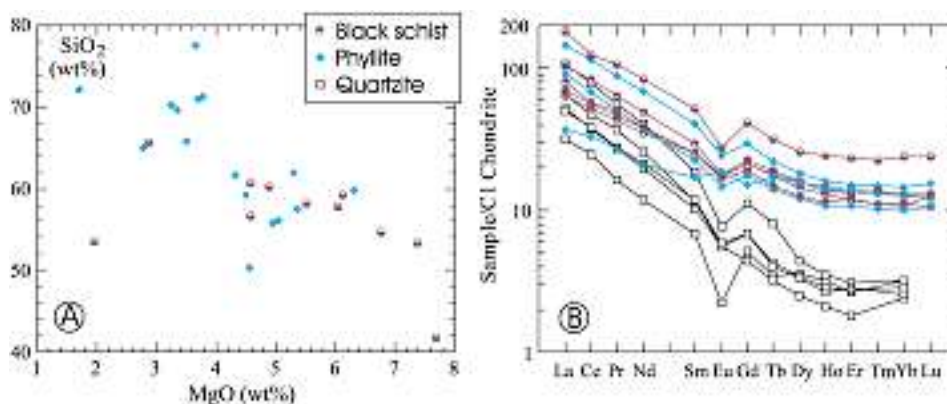 80
SiO2
(wt%)
70
60
50
40
1 2 3 4 5 6 7 8
MgO (wt%)
A
Black schist
Phyllite
Quartzite
200
100
10
1
Sample/C1 Chondrite
B
La Ce Pr Nd Sm Eu Gd Tb Dy Ho Er Tm Yb Lu